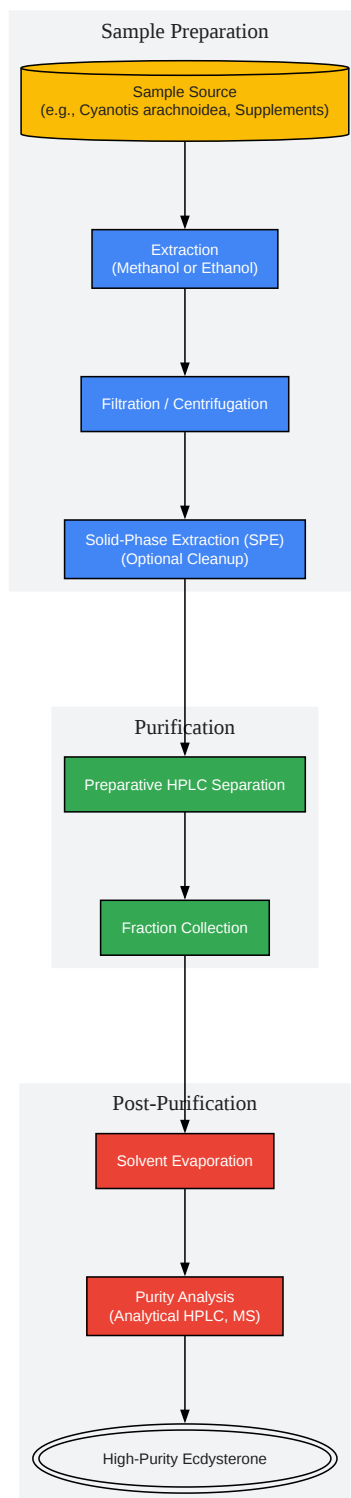 Sample Preparation
Sample Source
(e.g., Cyanotis arachnoidea, Supplements)
Extraction
(Methanol or Ethanol)
Filtration / Centrifugation
Solid-Phase Extraction (SPE)
(Optional Cleanup)
Purification
Preparative HPLC Separation
Fraction Collection
Post-Purification
Solvent Evaporation
Purity Analysis
(Analytical HPLC, MS)
High-Purity Ecdysterone